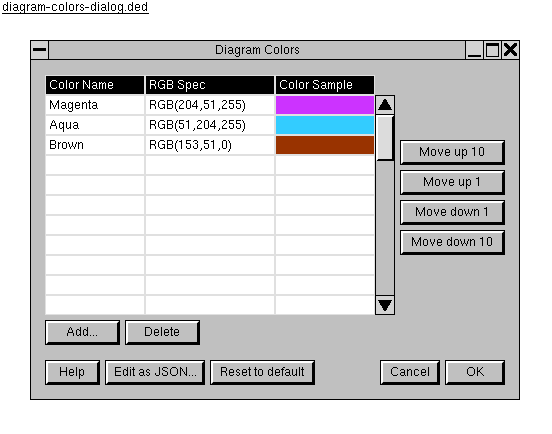 diagram-colors-dialog.ded
Diagram Colors
Color Name RGB Spec Color Sample
Magenta RGB(204,51,255)
Aqua RGB(51,204,255)
Brown RGB(153,51,0)
Move up 10
Move up 1
Move down 1
Move down 10
Add... Delete
Help Edit as JSON... Reset to default Cancel OK